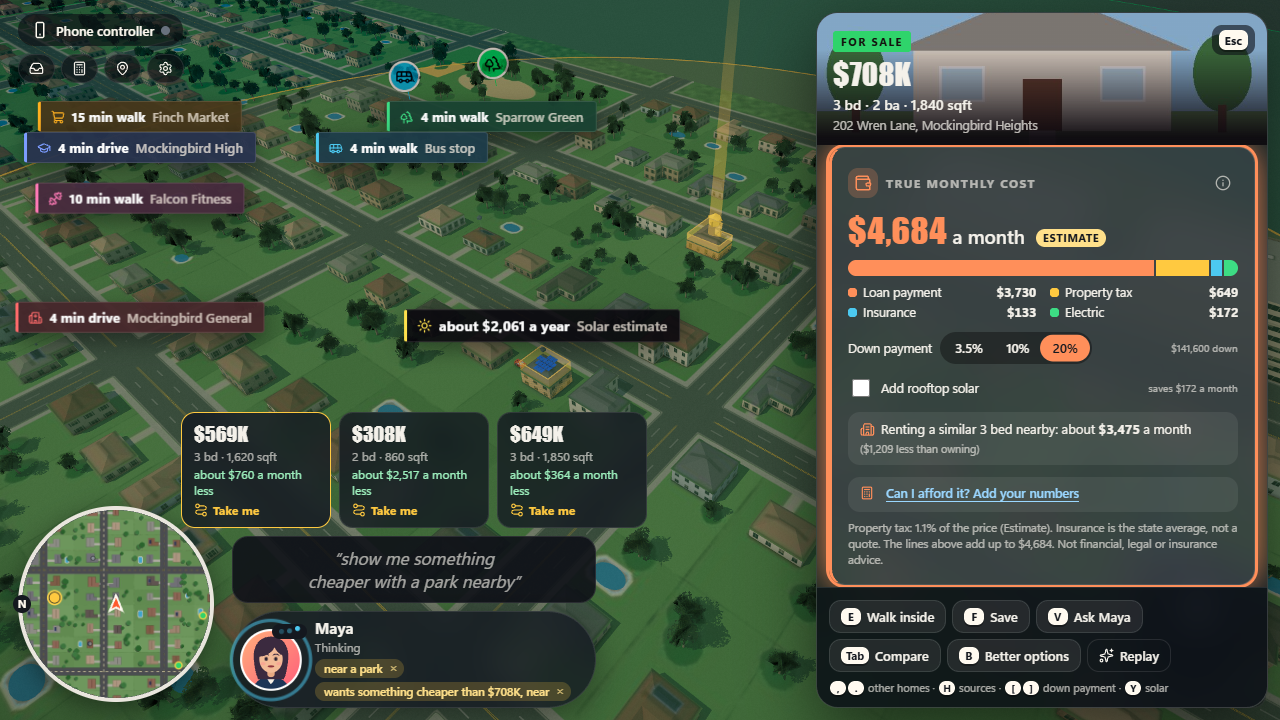 Phone controller
15 min walk Finch Market
4 min walk Sparrow Green
4 min drive Mockingbird High
4 min walk Bus stop
10 min walk Falcon Fitness
4 min drive Mockingbird General
about $2,061 a year Solar estimate
$569K
3 bd · 1,620 sqft
about $760 a month
less
Take me
$308K
2 bd · 860 sqft
about $2,517 a month
less
Take me
$649K
3 bd · 1,850 sqft
about $364 a month
less
Take me
N
“show me something
cheaper with a park nearby”
Maya
Thinking
near a park ×
wants something cheaper than $708K, near ×
FOR SALE
Esc
$708K
3 bd · 2 ba · 1,840 sqft
202 Wren Lane, Mockingbird Heights
TRUE MONTHLY COST
$4,684 a month ESTIMATE
Loan payment $3,730 Property tax $649
Insurance $133 Electric $172
Down payment 3.5% 10% 20% $141,600 down
Add rooftop solar saves $172 a month
Renting a similar 3 bed nearby: about $3,475 a month
($1,209 less than owning)
Can I afford it? Add your numbers
Property tax: 1.1% of the price (Estimate). Insurance is the state average, not a
quote. The lines above add up to $4,684. Not financial, legal or insurance
advice.
E Walk inside F Save V Ask Maya
Tab Compare B Better options Replay
, . other homes · H sources · [ ] down payment · Y solar